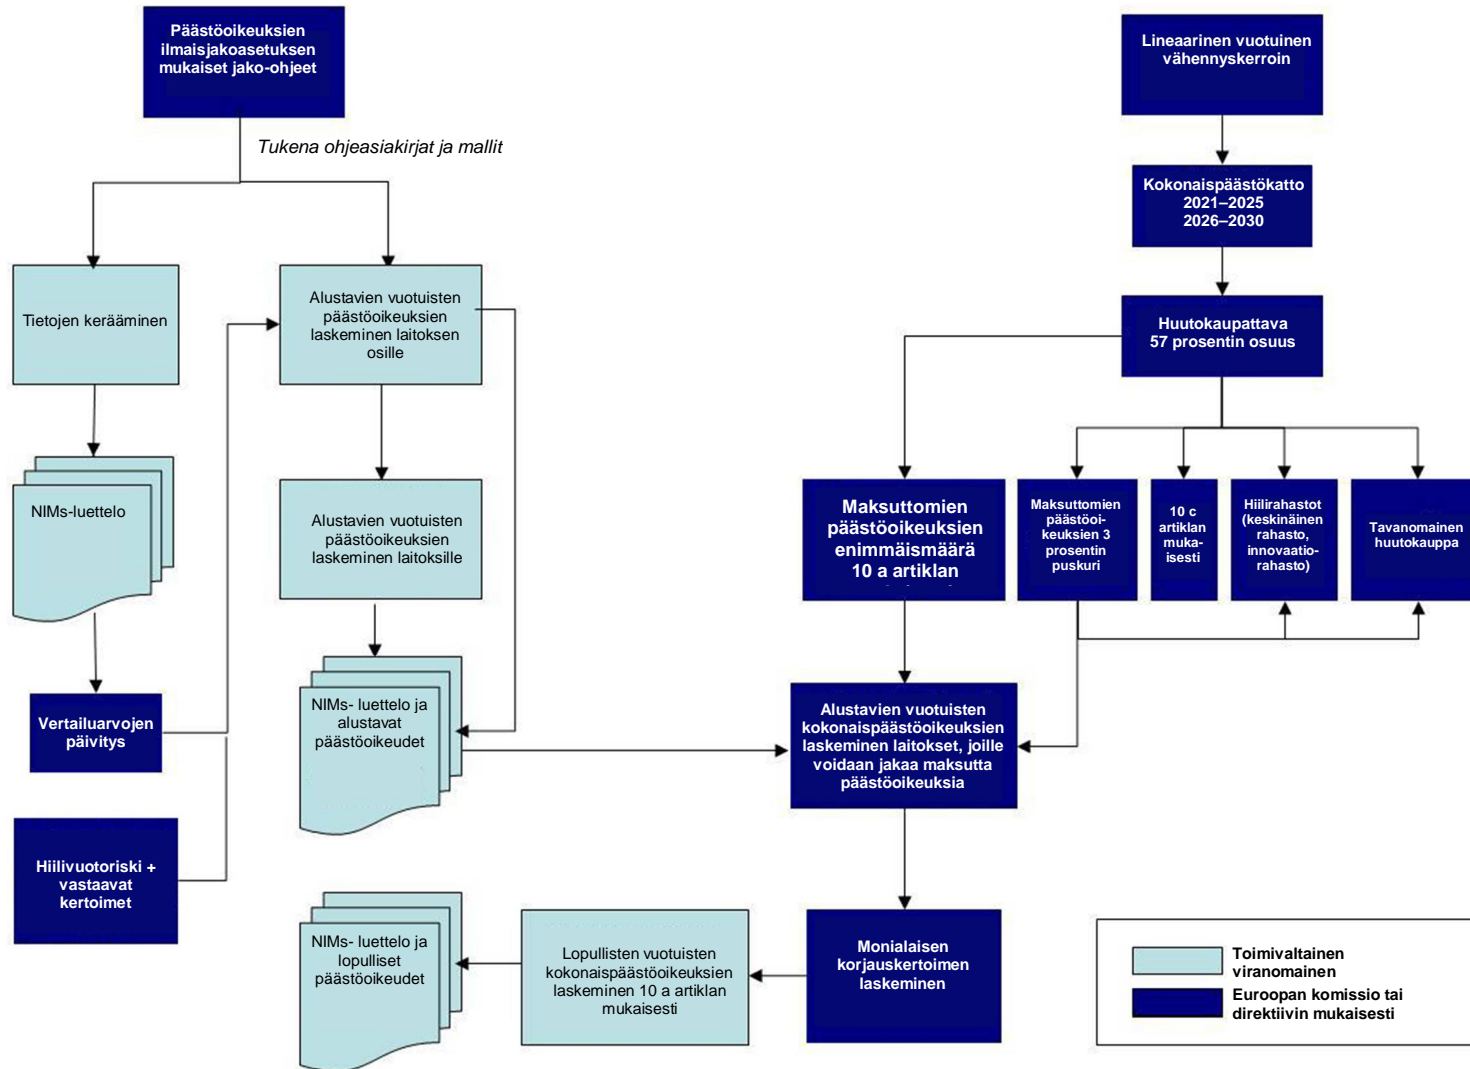 Päästöoikeuksien
ilmaisjakoasetuksen
mukaiset jako-ohjeet
Tukena ohjeasiakirjat ja mallit
Lineaarinen vuotuinen
vähennyskerroin
Kokonaispäästökatto
2021–2025
2026–2030
Tietojen kerääminen
Alustavien vuotuisten
päästöoikeuksien
laskeminen laitoksen
osille
Huutokaupattava
57 prosentin osuus
NIMs-luettelo
Alustavien vuotuisten
päästöoikeuksien
laskeminen laitoksille
Maksuttomien
päästöoikeuksien
enimmäismäärä
10 a artiklan
Maksuttomien
päästöoi-
keuksien 3
prosentin
puskuri
10 c
artiklan
muka-
isesti
Hiilirahastot
(keskinäinen
rahasto,
innovaatio-
rahasto)
Tavanomainen
huutokauppa
Vertailuarvojen
päivitys
NIMs- luettelo ja
alustavat
päästöoikeudet
Alustavien vuotuisten
kokonaispäästöoikeuksien
laskeminen laitokset, joille
voidaan jakaa maksutta
päästöoikeuksia
Hiilivuotoriski +
vastaavat
kertoimet
NIMs- luettelo ja
lopulliset
päästöoikeudet
Lopullisten vuotuisten
kokonaispäästöoikeuksien
laskeminen 10 a artiklan
mukaisesti
Monialaisen
korjauskertoimen
laskeminen
Toimivaltainen
viranomainen
Euroopan komissio tai
direktiivin mukaisesti